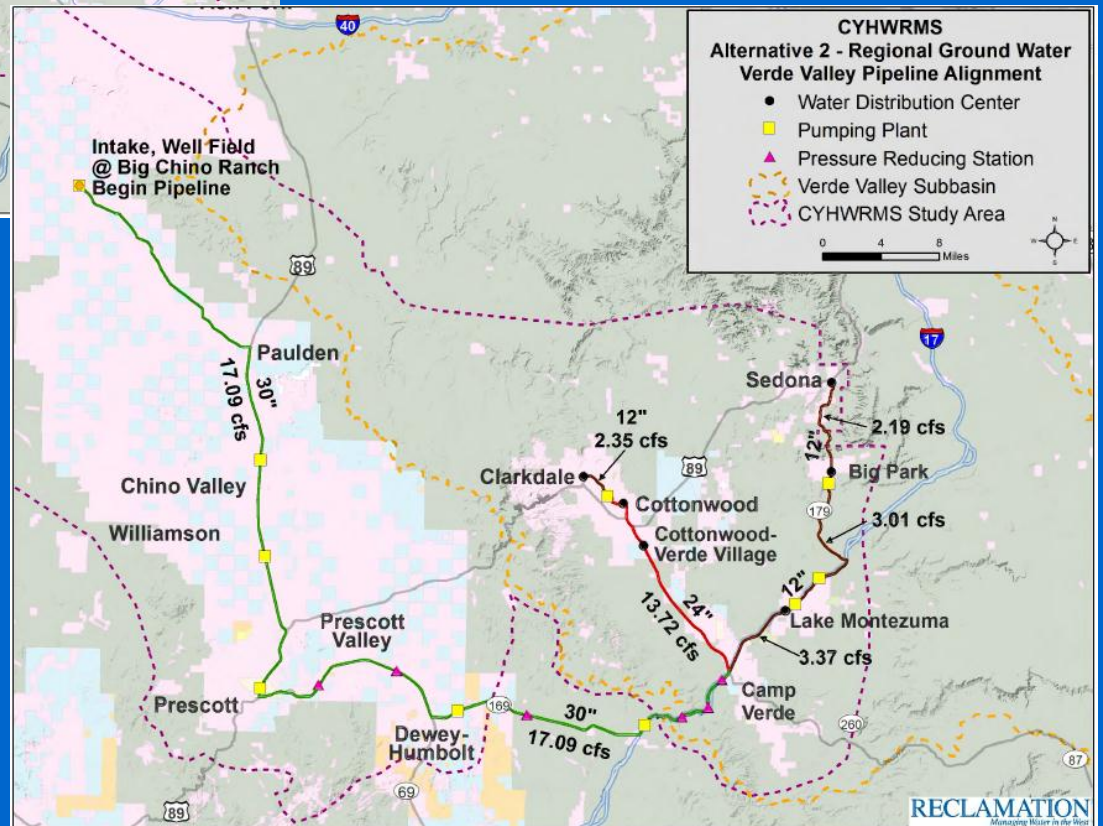 40
CYHWRMS
Alternative 2 - Regional Ground Water
Verde Valley Pipeline Alignment
Water Distribution Center
Pumping Plant
Pressure Reducing Station
Verde Valley Subbasin
CYHWRMS Study Area
0 4 8
Miles
N
W E
S
Intake, Well Field
@ Big Chino Ranch
Begin Pipeline
89
17
Paulden
30"
17.09 cfs
Sedona
2.19 cfs
12"
12"
2.35 cfs
89
Big Park
Clarkdale
Chino Valley
Cottonwood
179
3.01 cfs
Williamson
Cottonwood-
Verde Village
24"
13.72 cfs
12"
Lake Montezuma
3.37 cfs
Prescott
Valley
Prescott
Camp
Verde
169
30"
17.09 cfs
260
Dewey-
Humbolt
87
69
89
RECLAMATION
Managing Water in the West